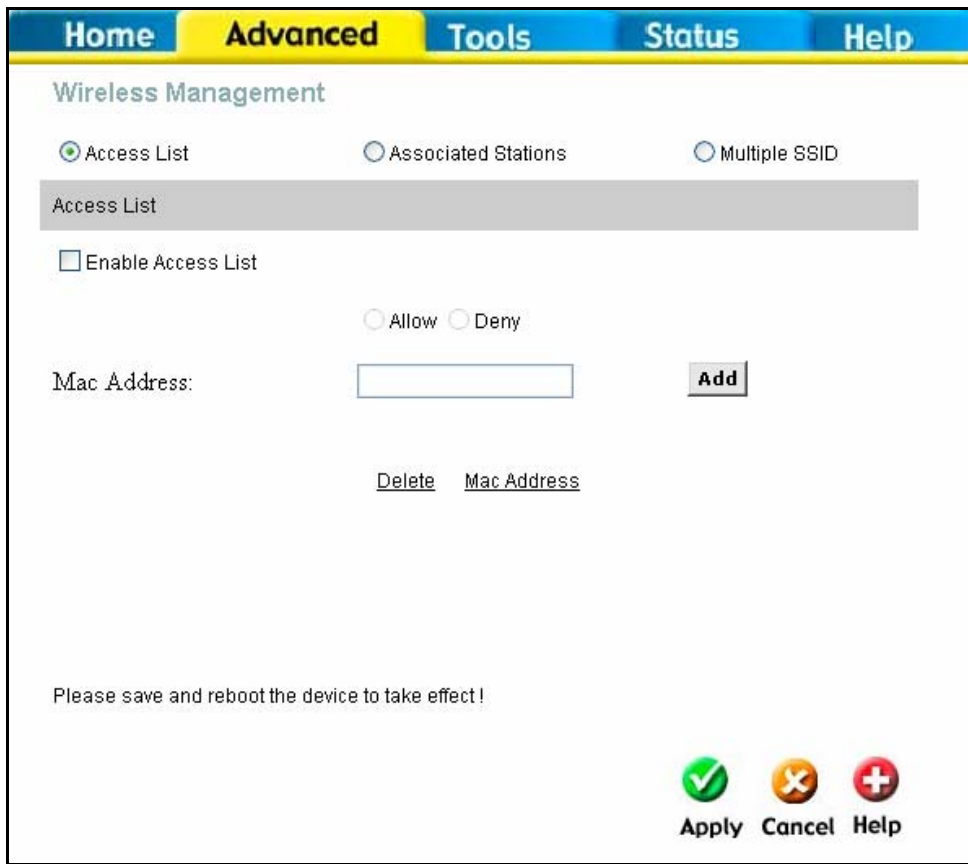 Home Advanced Tools Status Help
Wireless Management
Access List Associated Stations Multiple SSID
Access List
Enable Access List
Allow Deny
Mac Address: Add
Delete Mac Address
Please save and reboot the device to take effect !
Apply Cancel Help